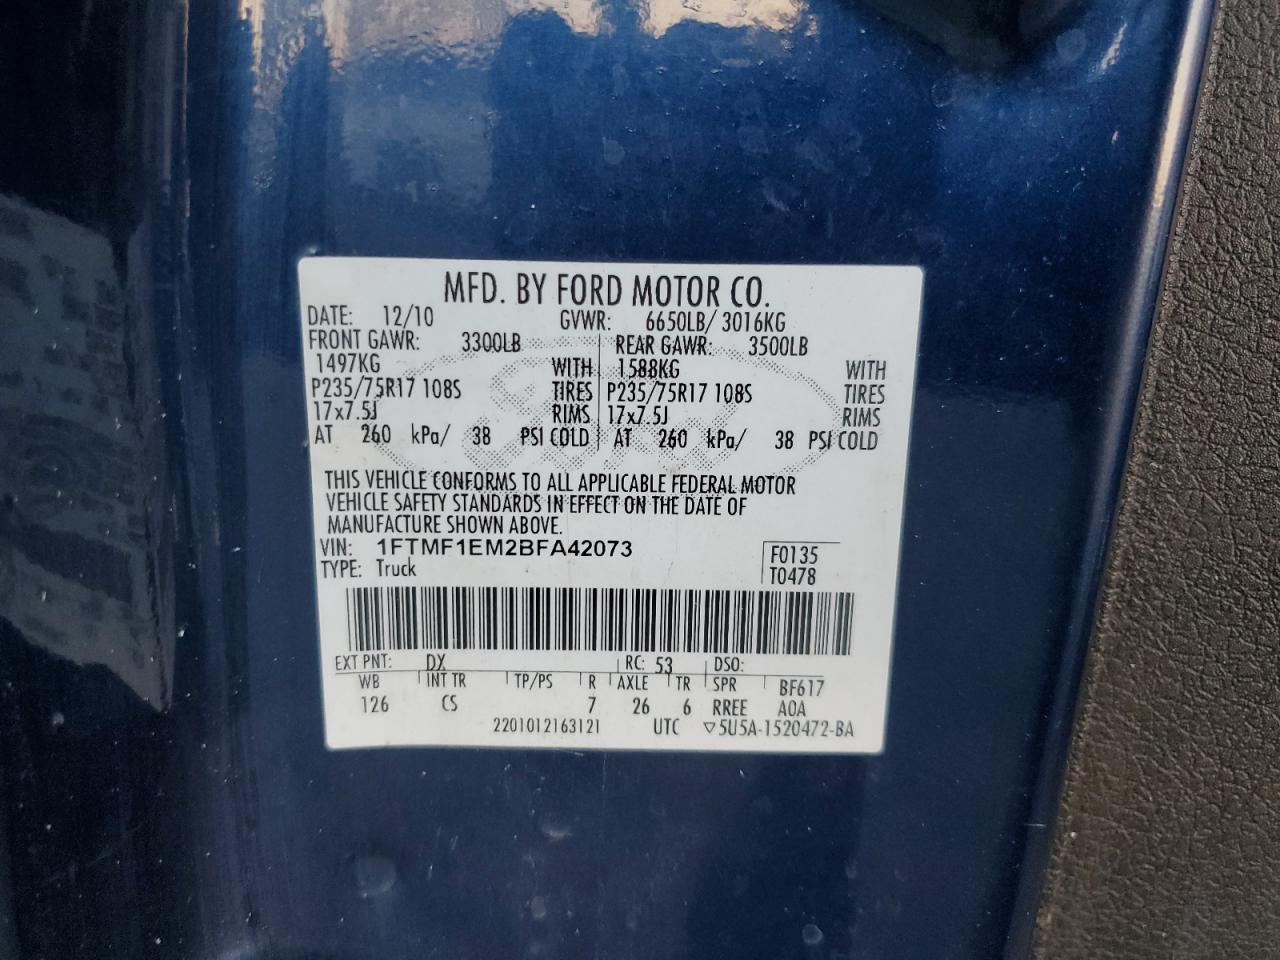 MFD. BY FORD MOTOR CO.
DATE: 12/10 GVWR: 6650LB/ 3016KG
FRONT GAWR: 3300LB REAR GAWR: 3500LB
1497KG WITH 1588KG WITH
P235/75R17 108S TIRES P235/75R17 108S TIRES
17x7.5J RIMS 17x7.5J RIMS
AT 260 kPa/ 38 PSI COLD AT 260 kPa/ 38 PSI COLD
THIS VEHICLE CONFORMS TO ALL APPLICABLE FEDERAL MOTOR
VEHICLE SAFETY STANDARDS IN EFFECT ON THE DATE OF
MANUFACTURE SHOWN ABOVE.
VIN: 1FTMF1EM2BFA42073 F0135
TYPE: Truck T0478
EXT PNT: DX RC: 53 DSO:
WB INT TR TP/PS R AXLE TR SPR BF617
126 CS 7 26 6 RREE AOA
2201012163121 UTC ▽5U5A-1520472-BA